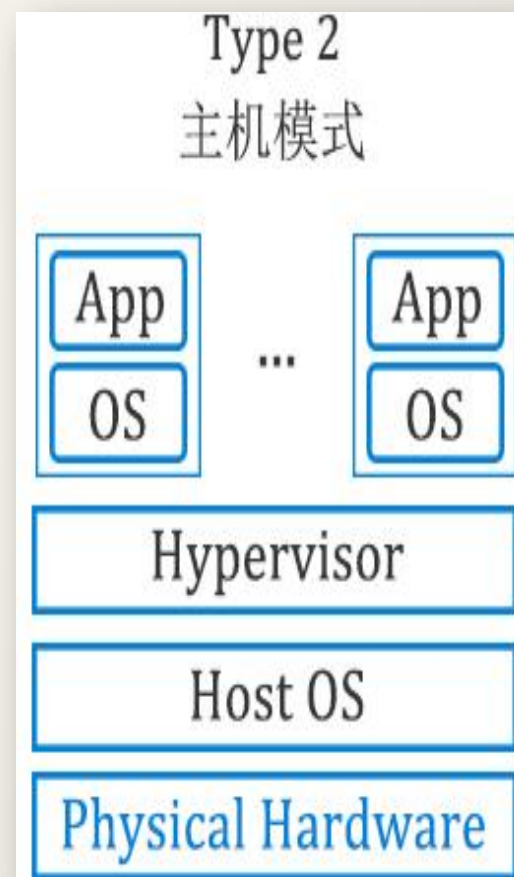 Type 2
主机模式
App ... App
OS OS
Hypervisor
Host OS
Physical Hardware